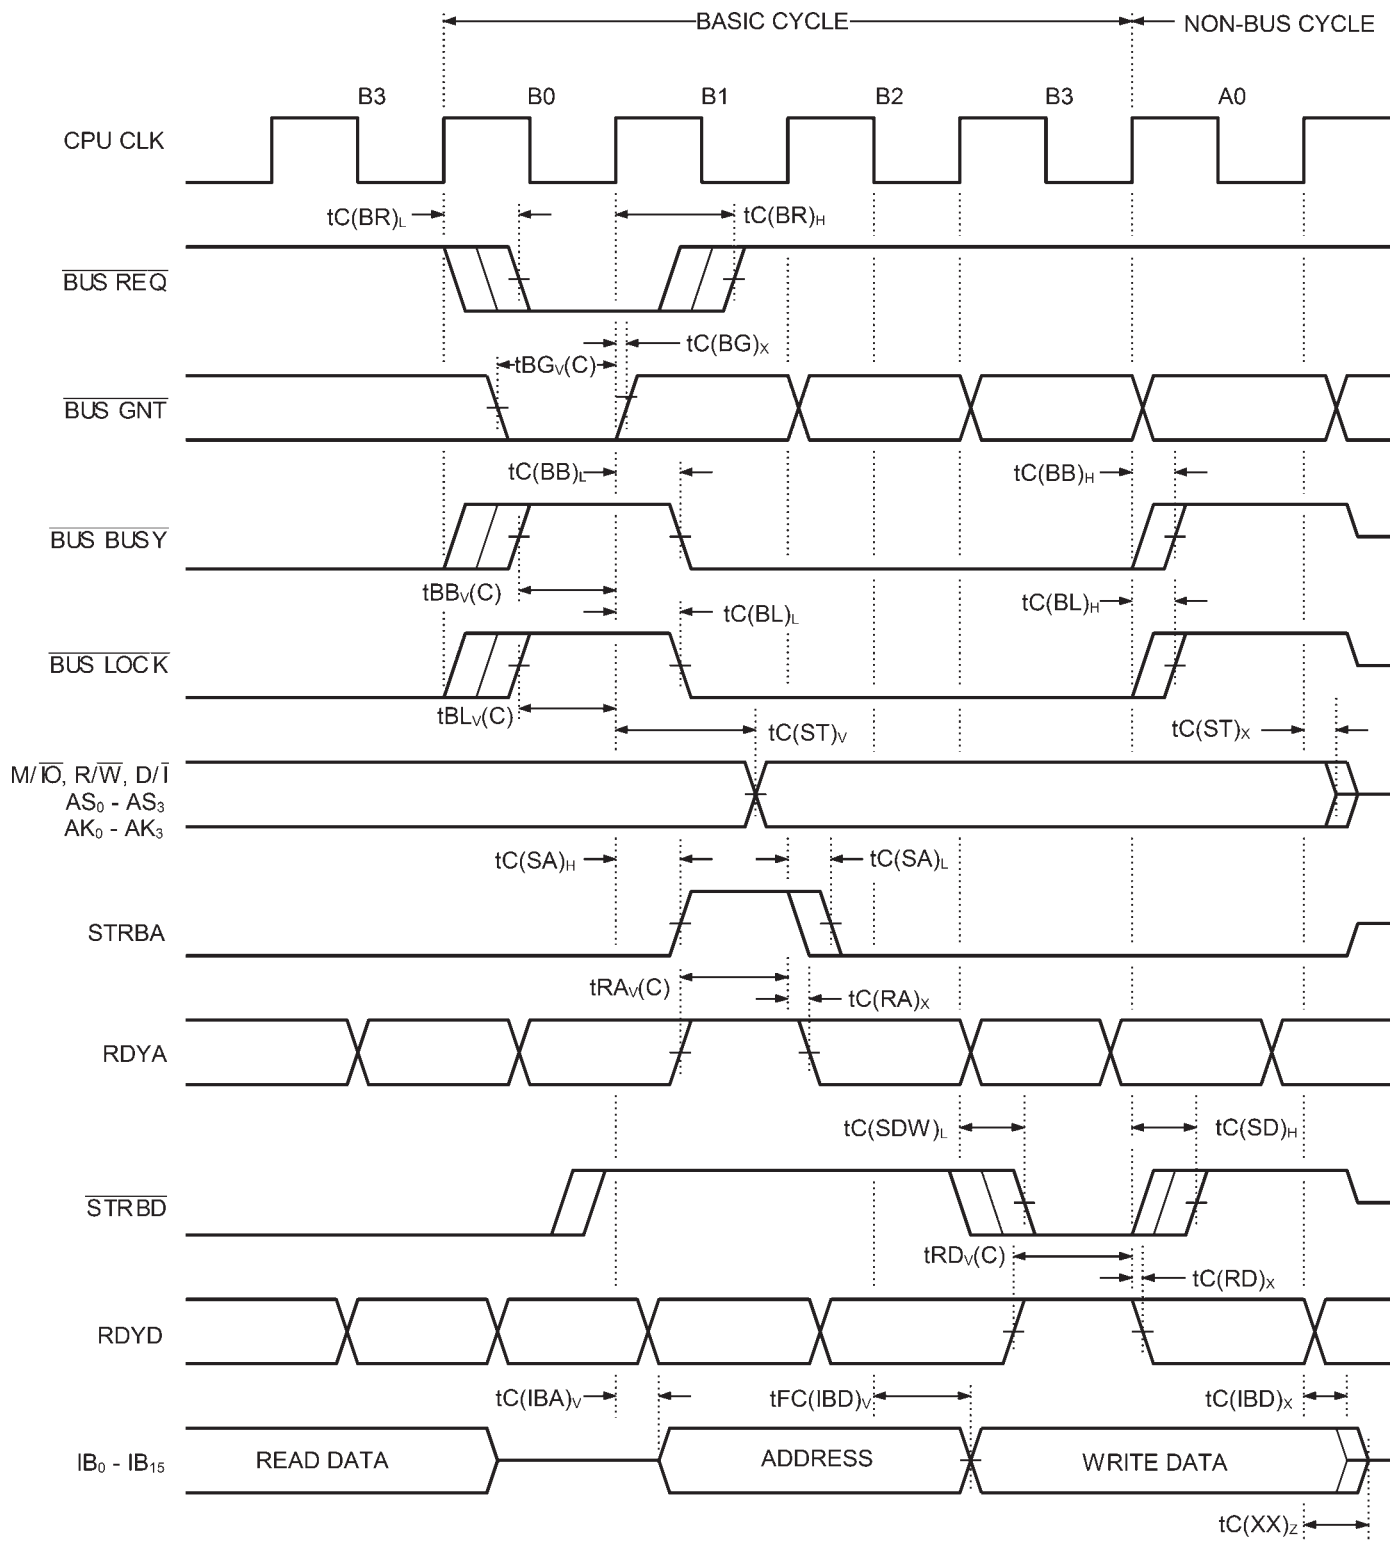 BASIC CYCLE
NON-BUS CYCLE
B3 B0 B1 B2 B3 A0
CPU CLK
tC(BR)L tC(BR)H
BUS REQ
tC(BG)X
tBGV(C)
BUS GNT
tC(BB)L tC(BB)H
BUS BUSY
tBBV(C)
tC(BL)L tC(BL)H
BUS LOCK
tBLV(C)
tC(ST)V tC(ST)X
M/IO, R/W, D/I
AS0 - AS3
AK0 - AK3
tC(SA)H tC(SA)L
STRBA
tRAV(C)
tC(RA)X
RDYA
tC(SDW)L tC(SD)H
STRBD
tRDV(C)
tC(RD)X
RDYD
tC(IBA)V tFC(IBD)V tC(IBD)X
IB0 - IB15 READ DATA ADDRESS WRITE DATA
tC(XX)Z